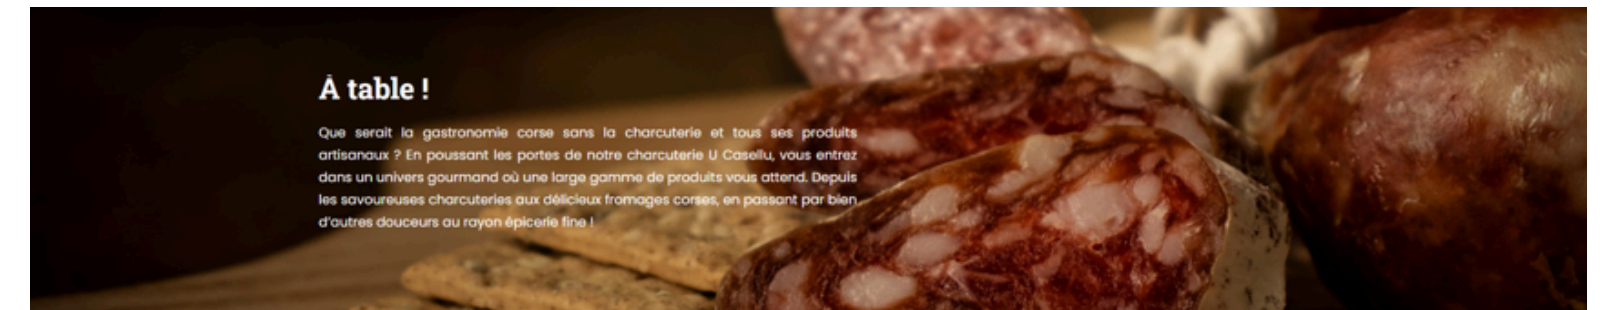 À table !
Que serait la gastronomie corse sans la charcuterie et tous ses produits
artisanaux ? En poussant les portes de notre charcuterie U Casellu, vous entrez
dans un univers gourmand où une large gamme de produits vous attend. Depuis
les savoureuses charcuteries aux délicieux fromages corses, en passant par bien
d'autres douceurs au rayon épicerie fine !